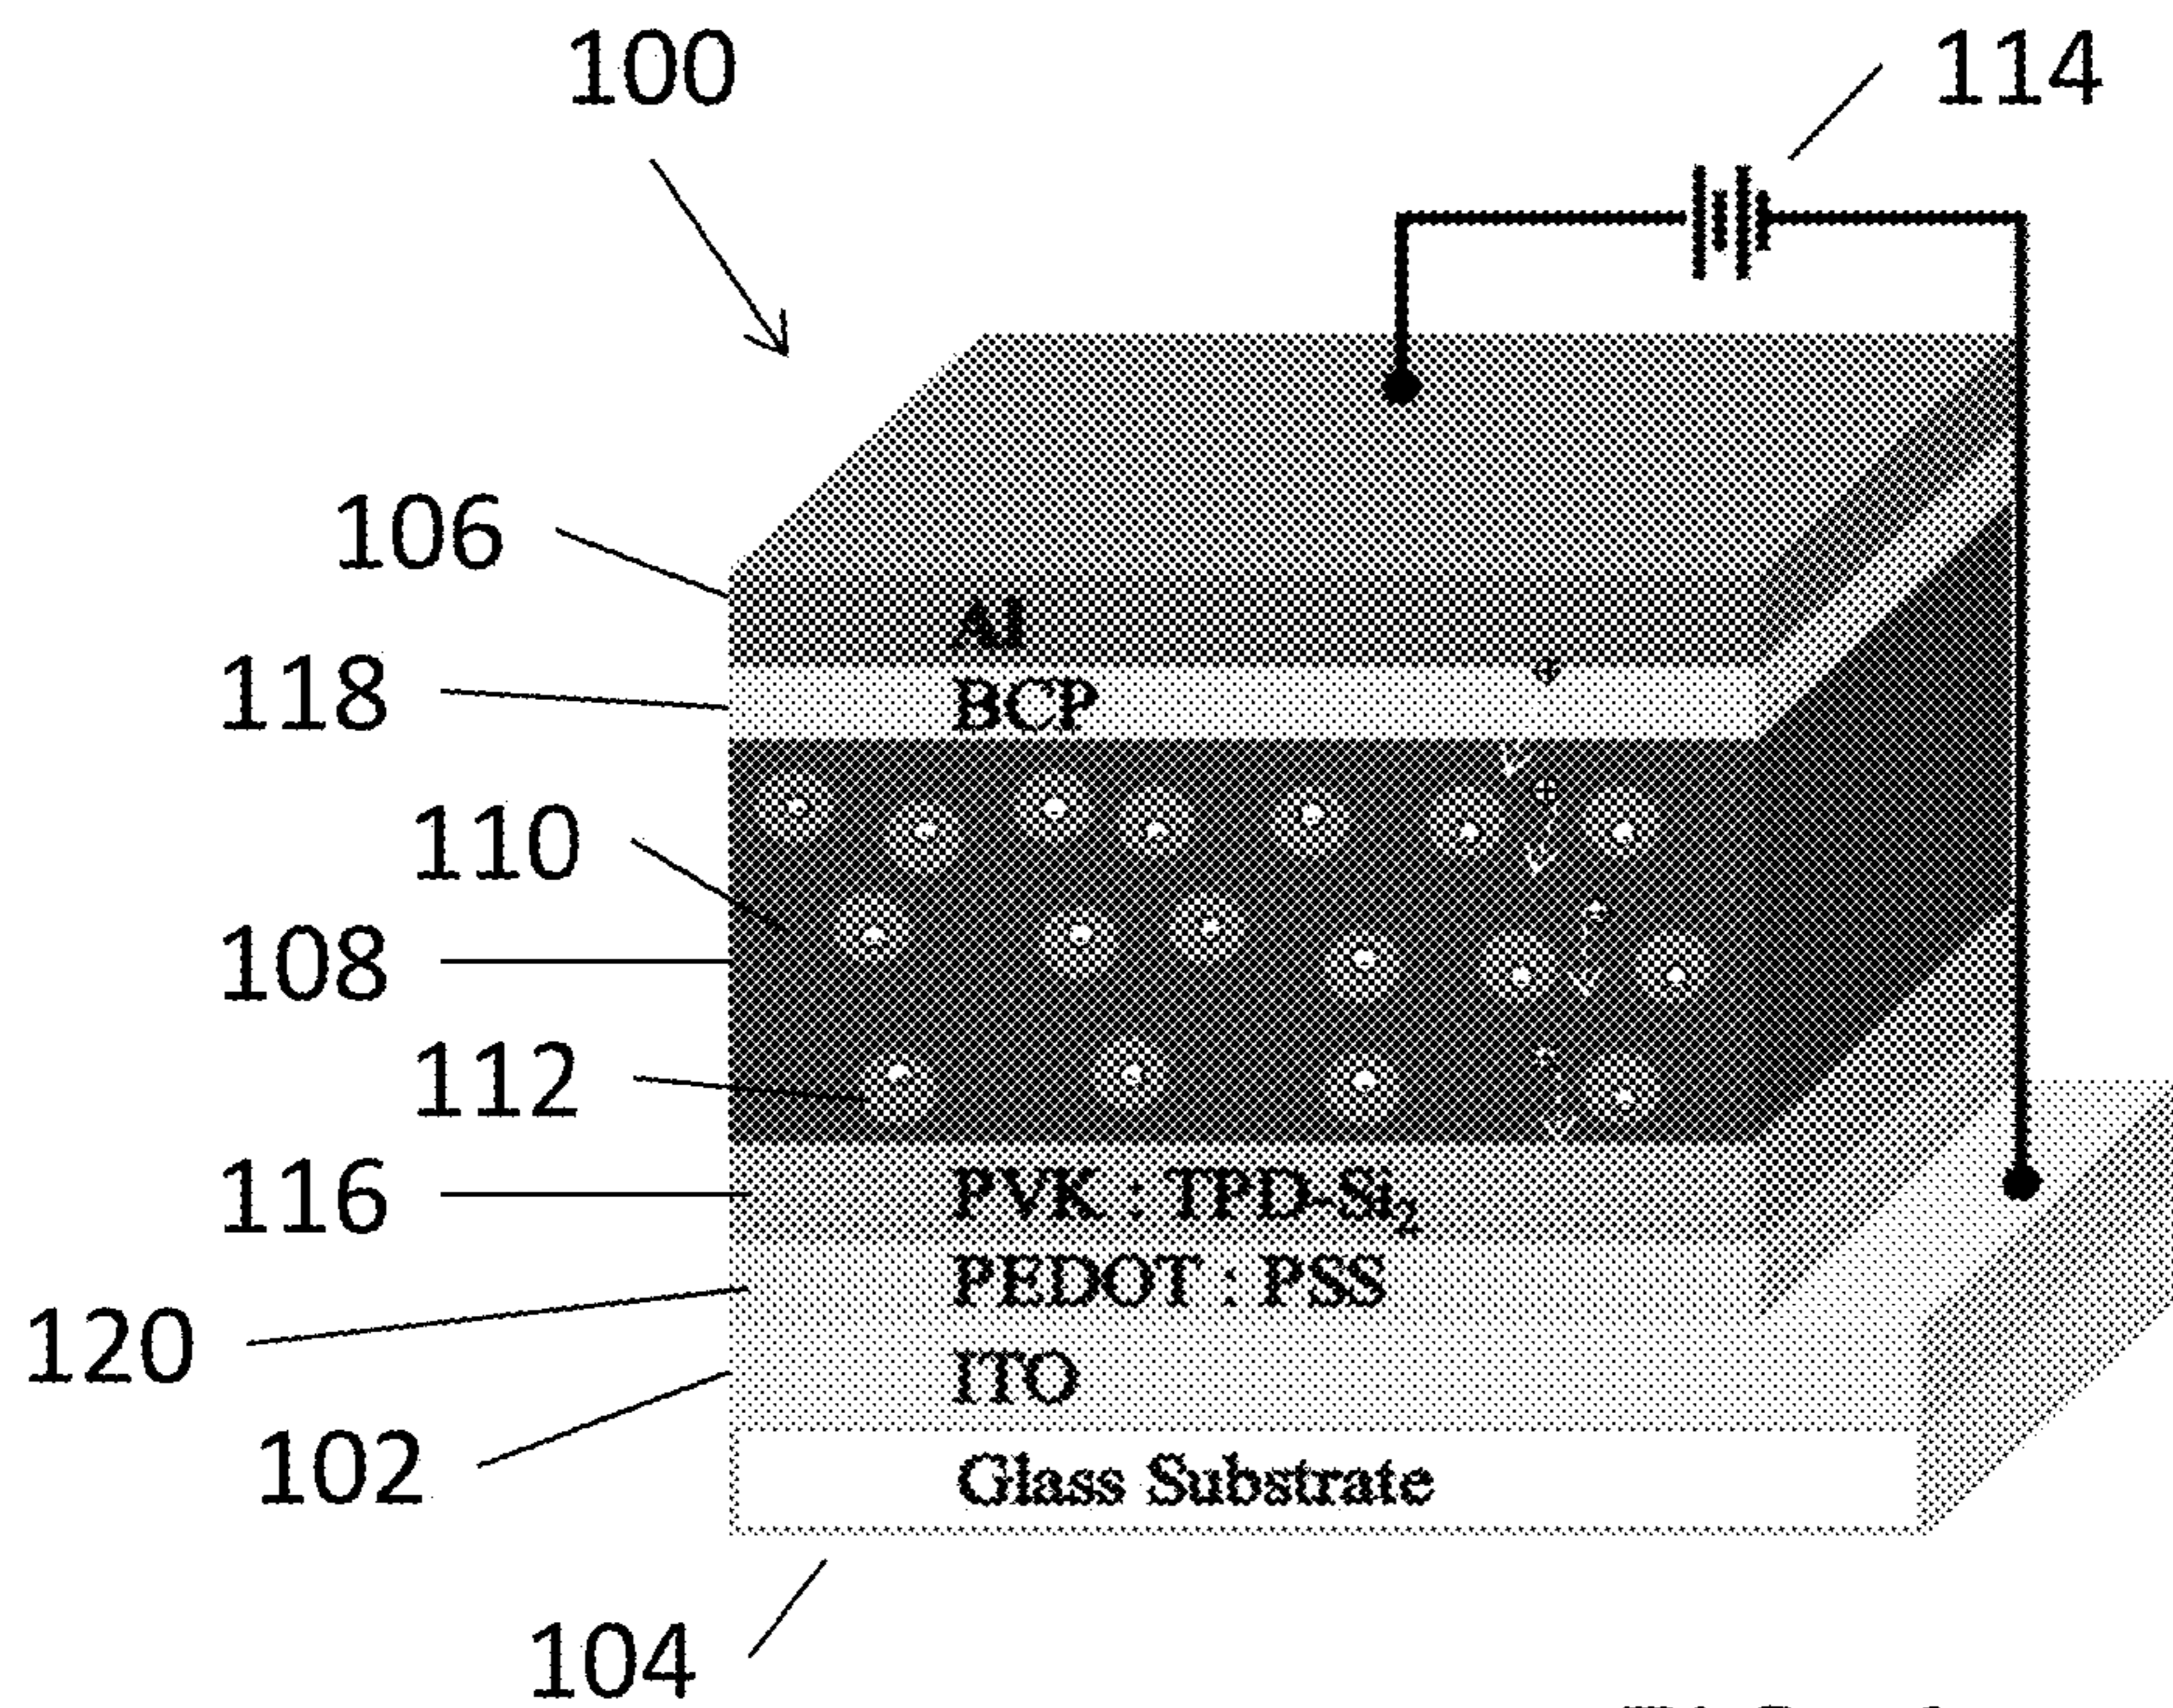 100
114
106
Al
118
BCP
110
108
112
116
PVK : TPD-Si₂
PEDOT : PSS
120
ITO
102
Glass Substrate
104